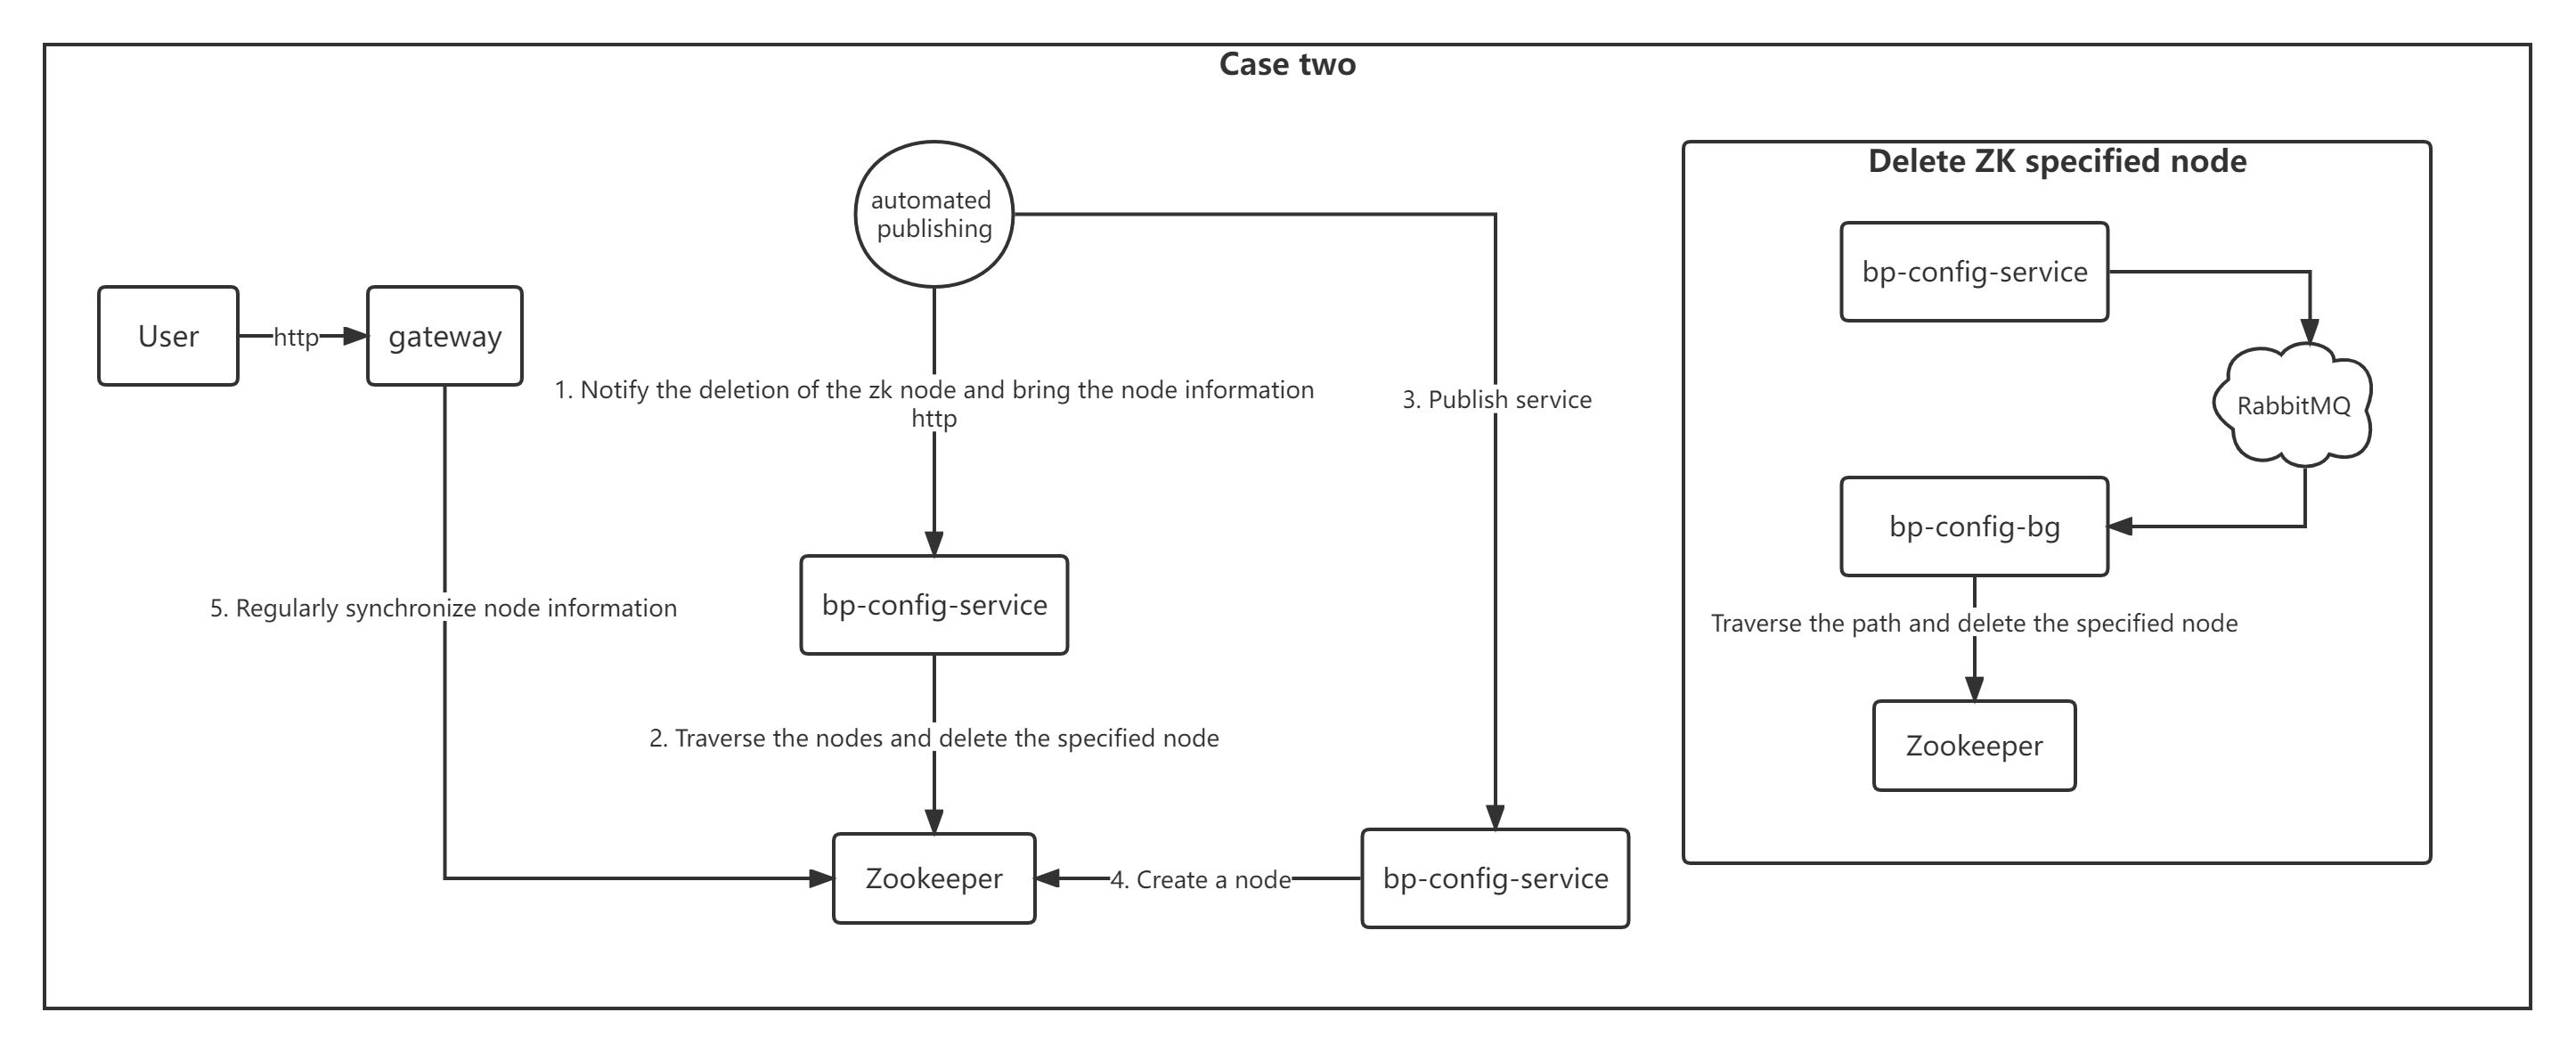 Case two
automated
publishing
User
http
gateway
1. Notify the deletion of the zk node and bring the node information
http
3. Publish service
5. Regularly synchronize node information
bp-config-service
2. Traverse the nodes and delete the specified node
Zookeeper
4. Create a node
bp-config-service
Delete ZK specified node
bp-config-service
RabbitMQ
bp-config-bg
Traverse the path and delete the specified node
Zookeeper